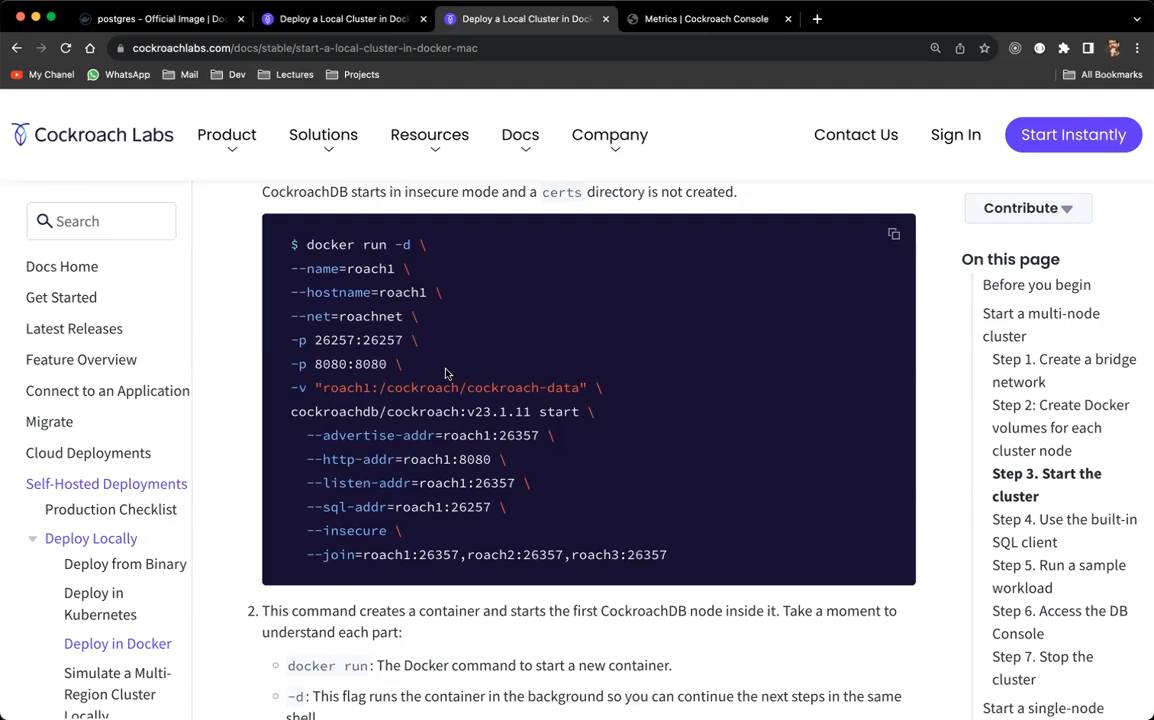 postgres - Official Image | Do
Deploy a Local Cluster in Dock
Deploy a Local Cluster in Dock
Metrics | Cockroach Console
cockroachlabs.com/docs/stable/start-a-local-cluster-in-docker-mac
My Chanel
WhatsApp
Mail
Dev
Lectures
Projects
All Bookmarks
Cockroach Labs
Product
Solutions
Resources
Docs
Company
Contact Us
Sign In
Start Instantly
Search
Docs Home
Get Started
Latest Releases
Feature Overview
Connect to an Application
Migrate
Cloud Deployments
Self-Hosted Deployments
Production Checklist
Deploy Locally
Deploy from Binary
Deploy in
Kubernetes
Deploy in Docker
Simulate a Multi-
Region Cluster
Locally
CockroachDB starts in insecure mode and a certs directory is not created.
$ docker run -d \
--name=roach1 \
--hostname=roach1 \
--net=roachnet \
-p 26257:26257 \
-p 8080:8080 \
-v "roach1:/cockroach/cockroach-data" \
cockroachdb/cockroach:v23.1.11 start \
--advertise-addr=roach1:26357 \
--http-addr=roach1:8080 \
--listen-addr=roach1:26357 \
--sql-addr=roach1:26257 \
--insecure \
--join=roach1:26357,roach2:26357,roach3:26357
2. This command creates a container and starts the first CockroachDB node inside it. Take a moment to
understand each part:
docker run: The Docker command to start a new container.
-d: This flag runs the container in the background so you can continue the next steps in the same
shell.
Contribute
On this page
Before you begin
Start a multi-node
cluster
Step 1. Create a bridge
network
Step 2: Create Docker
volumes for each
cluster node
Step 3. Start the
cluster
Step 4. Use the built-in
SQL client
Step 5. Run a sample
workload
Step 6. Access the DB
Console
Step 7. Stop the
cluster
Start a single-node